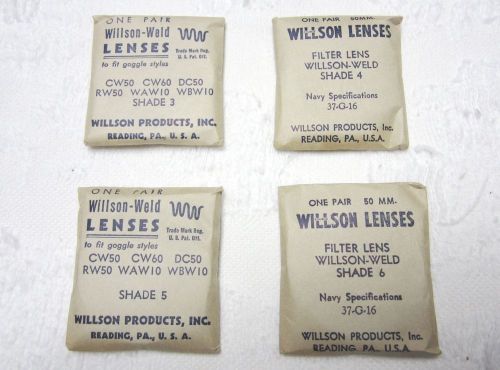 ONE PAIR
Willson-Weld WW
LENSES Trade Mark Reg.
U. S. Pat. Off.
to fit goggle styles
CW50 CW60 DC50
RW50 WAW10 WBW10
SHADE 3
WILLSON PRODUCTS, INC.
READING, PA., U. S. A.
ONE PAIR 50 MM.
WILLSON LENSES
FILTER LENS
WILLSON-WELD
SHADE 4
Navy Specifications
37-G-16
WILLSON PRODUCTS, Inc.
READING, PA., U.S.A.
ONE PAIR
Willson-Weld WW
LENSES Trade Mark Reg.
U. S. Pat. Off.
to fit goggle styles
CW50 CW60 DC50
RW50 WAW10 WBW10
SHADE 5
WILLSON PRODUCTS, INC.
READING, PA., U. S. A.
ONE PAIR 50 MM.
WILLSON LENSES
FILTER LENS
WILLSON-WELD
SHADE 6
Navy Specifications
37-G-16
WILLSON PRODUCTS, Inc.
READING, PA., U.S.A.